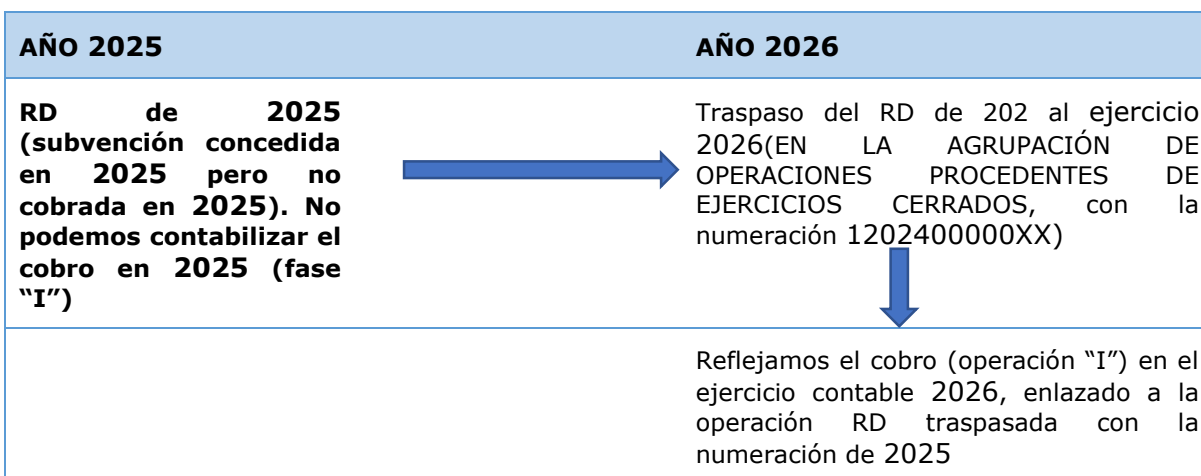 AÑO 2025
AÑO 2026
RD de 2025
(subvención concedida
en 2025 pero no
cobrada en 2025). No
podemos contabilizar el
cobro en 2025 (fase
“I”)
Traspaso del RD de 202 al ejercicio
2026(EN LA AGRUPACIÓN DE
OPERACIONES PROCEDENTES DE
EJERCICIOS CERRADOS, con la
numeración 1202400000XX)
Reflejamos el cobro (operación “I”) en el
ejercicio contable 2026, enlazado a la
operación RD traspasada con la
numeración de 2025